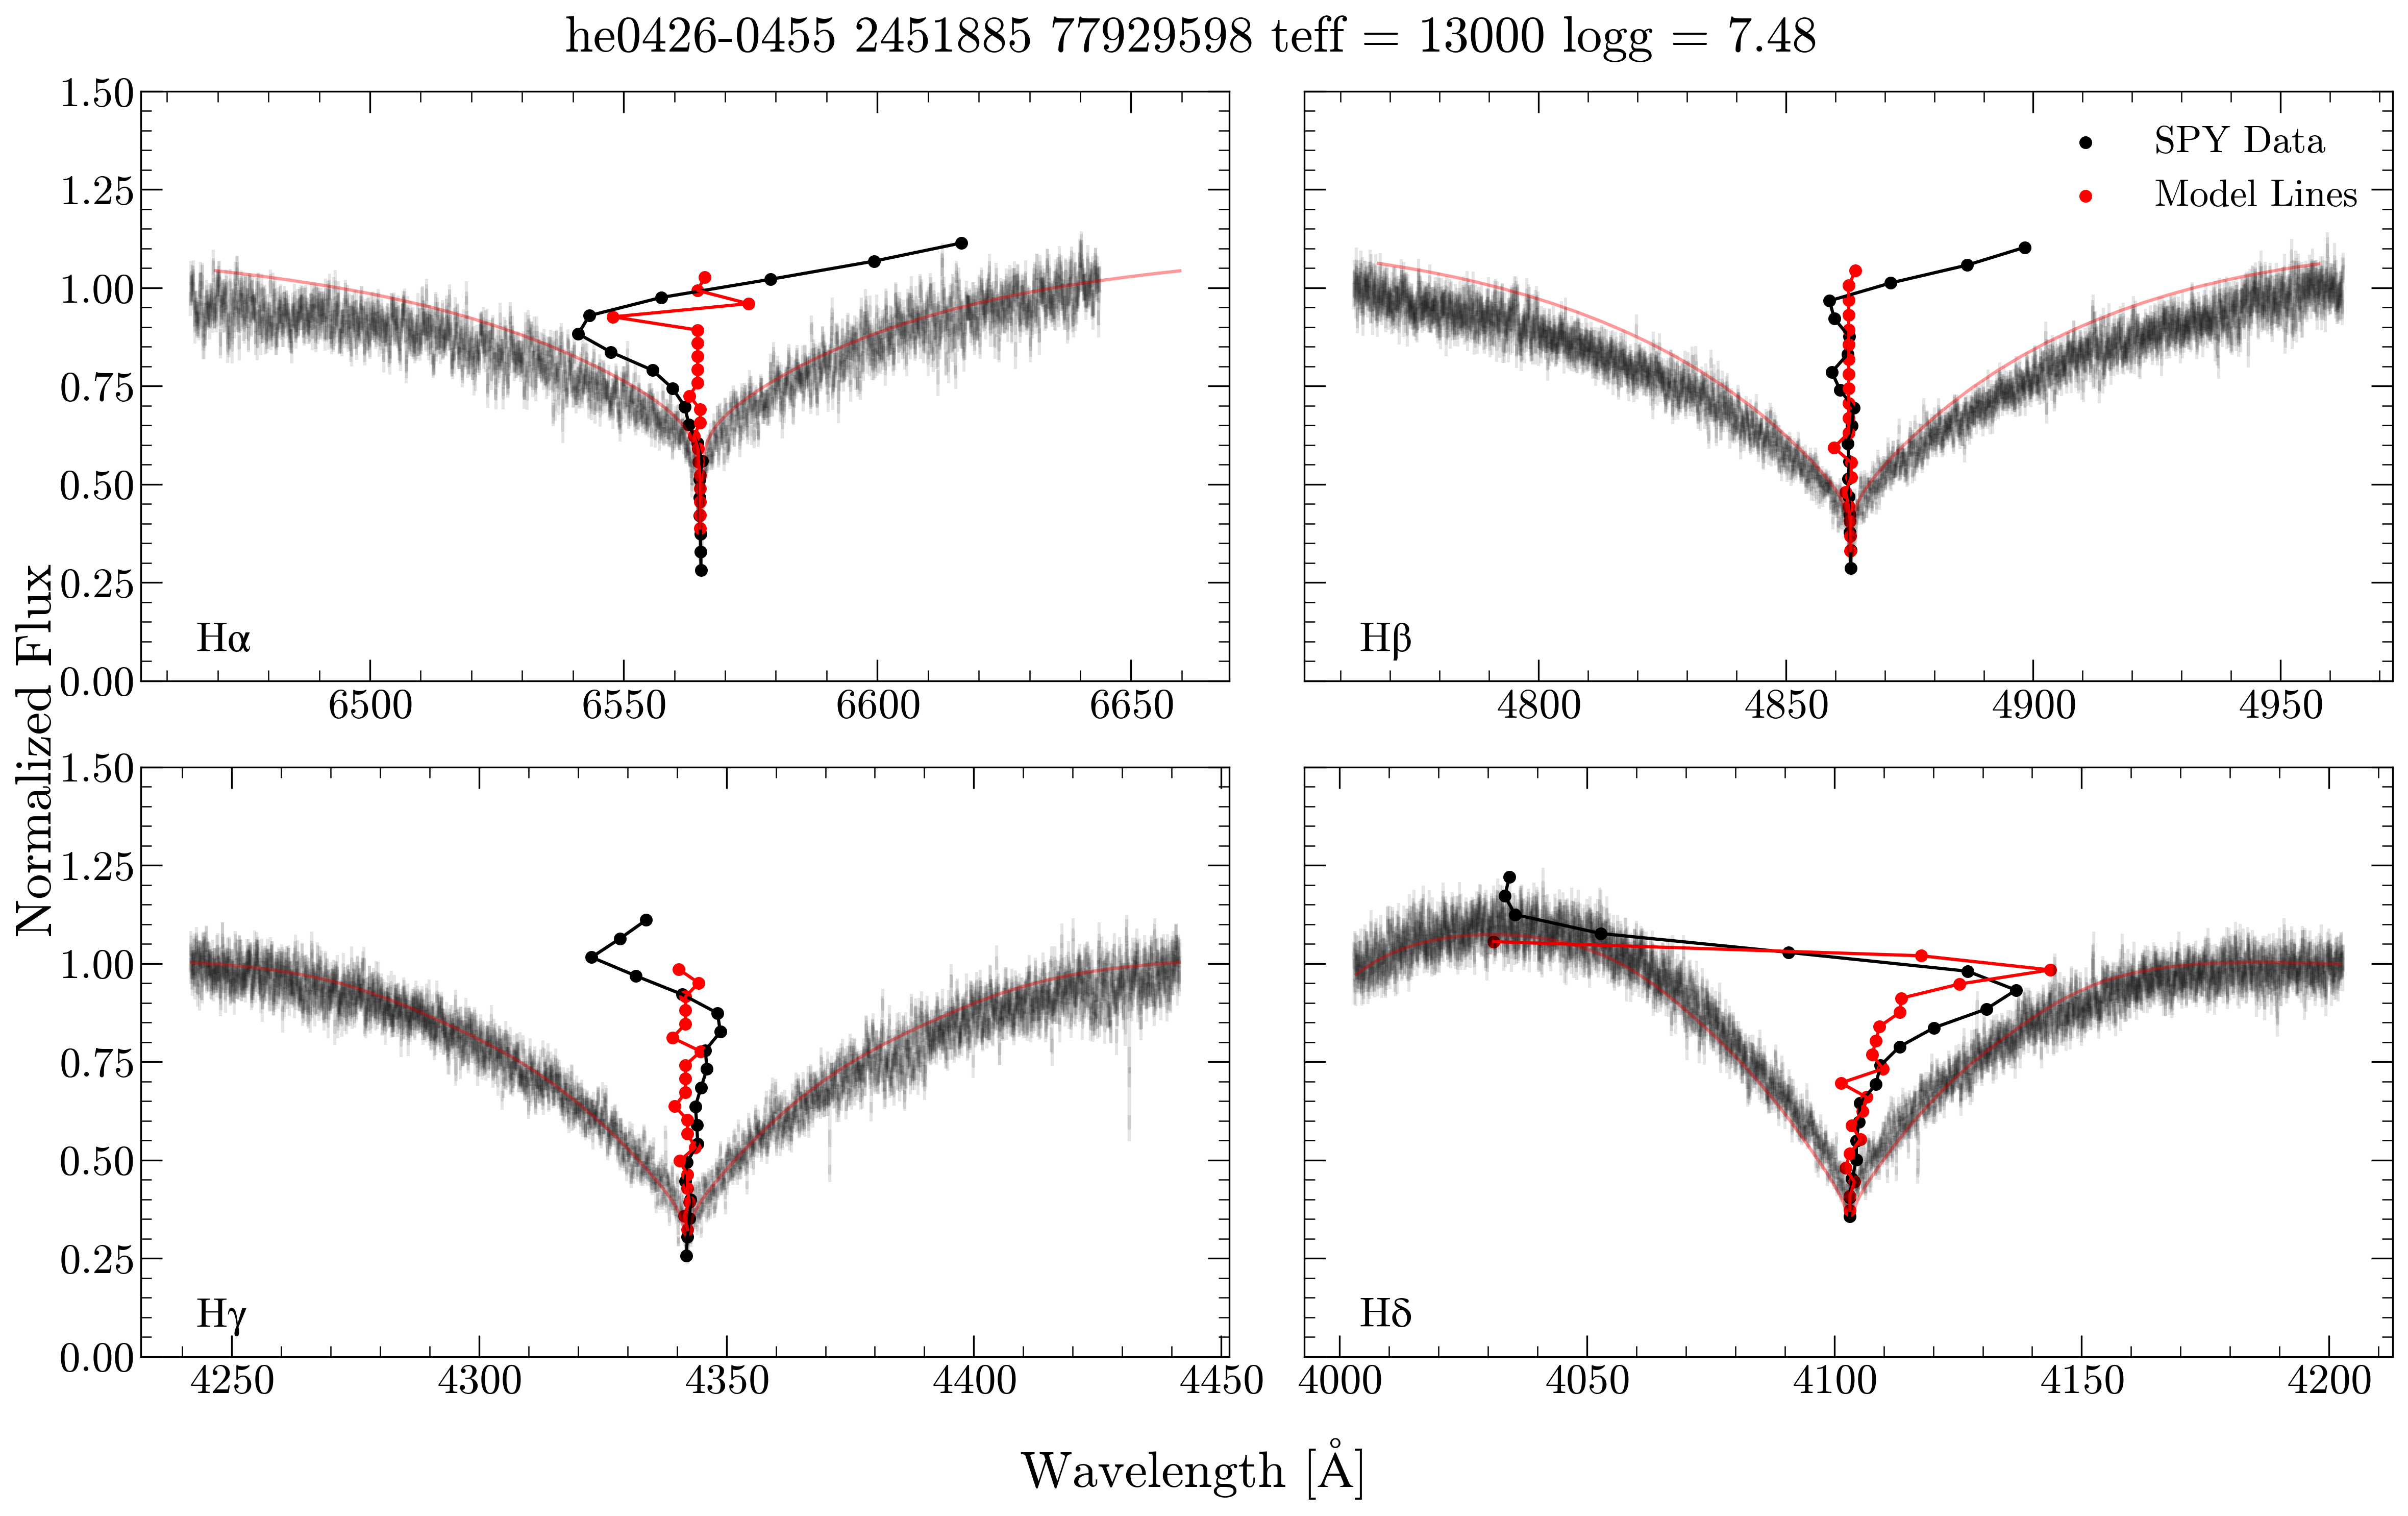 he0426-0455 2451885 77929598 teff = 13000 logg = 7.48
Normalized Flux
1.50
1.25
1.00
0.75
0.50
0.25
0.00
Hα
6500 6550 6600 6650
SPY Data
Model Lines
Hβ
4800 4850 4900 4950
1.50
1.25
1.00
0.75
0.50
0.25
0.00
Hγ
4250 4300 4350 4400 4450
Hδ
4000 4050 4100 4150 4200
Wavelength [Å]